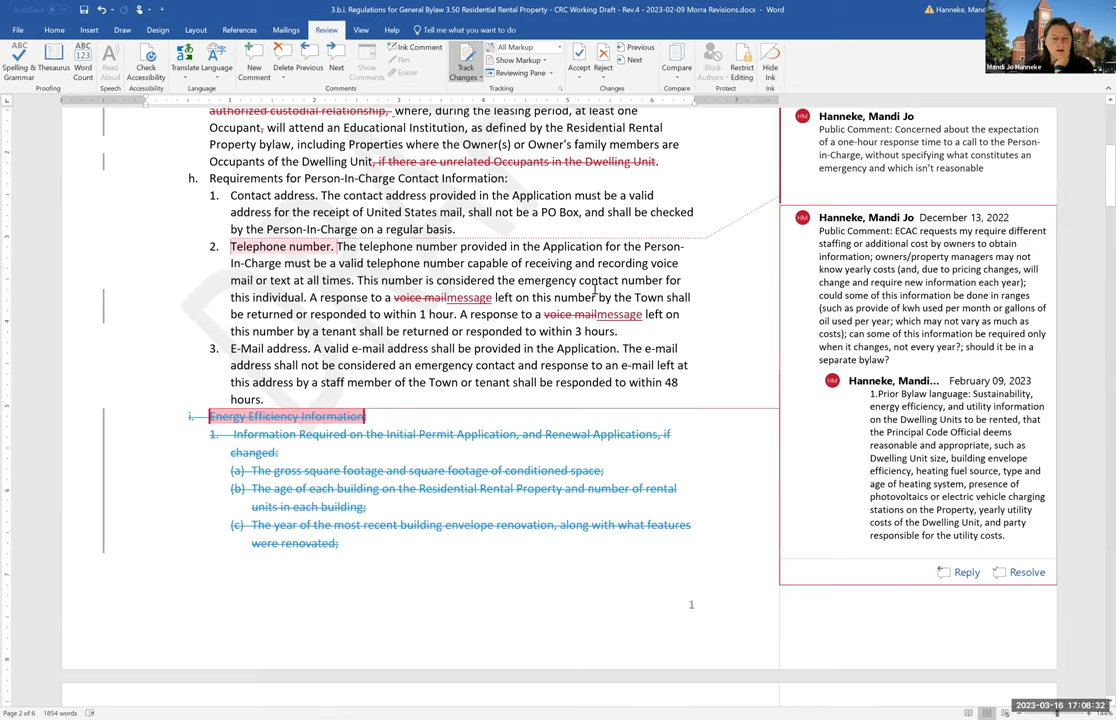 AutoSave
3.b.i. Regulations for General Bylaw 3.50 Residential Rental Property - CRC Working Draft - Rev.4 - 2023-02-09 Morra Revisions.docx - Word
Hanneke, Mand
File Home Insert Draw Design Layout References Mailings Review View Help Tell me what you want to do
Spelling & Grammar
Thesaurus
Word Count
Read Aloud
Check Accessibility
Translate
Language
New Comment
Delete
Previous
Next
Show Comments
Ink Comment
Pen
Eraser
Track Changes
All Markup
Show Markup
Reviewing Pane
Accept
Reject
Previous
Next
Compare
Block Authors
Restrict Editing
Hide Ink
Proofing Speech Accessibility Language Comments Tracking Changes Compare Protect Ink
Mandi Jo Hanneke
authorized custodial relationship, where, during the leasing period, at least one
Occupant, will attend an Educational Institution, as defined by the Residential Rental
Property bylaw, including Properties where the Owner(s) or Owner's family members are
Occupants of the Dwelling Unit, if there are unrelated Occupants in the Dwelling Unit.
h. Requirements for Person-In-Charge Contact Information:
1. Contact address. The contact address provided in the Application must be a valid
address for the receipt of United States mail, shall not be a PO Box, and shall be checked
by the Person-In-Charge on a regular basis.
2. Telephone number. The telephone number provided in the Application for the Person-
In-Charge must be a valid telephone number capable of receiving and recording voice
mail or text at all times. This number is considered the emergency contact number for
this individual. A response to a voice mailmessage left on this number by the Town shall
be returned or responded to within 1 hour. A response to a voice mailmessage left on
this number by a tenant shall be returned or responded to within 3 hours.
3. E-Mail address. A valid e-mail address shall be provided in the Application. The e-mail
address shall not be considered an emergency contact and response to an e-mail left at
this address by a staff member of the Town or tenant shall be responded to within 48
hours.
i. Energy Efficiency Information:
1. Information Required on the Initial Permit Application, and Renewal Applications, if
changed:
(a) The gross square footage and square footage of conditioned space;
(b) The age of each building on the Residential Rental Property and number of rental
units in each building;
(c) The year of the most recent building envelope renovation, along with what features
were renovated;
1
HM Hanneke, Mandi Jo
Public Comment: Concerned about the expectation
of a one-hour response time to a call to the Person-
in-Charge, without specifying what constitutes an
emergency and which isn't reasonable
HM Hanneke, Mandi Jo December 13, 2022
Public Comment: ECAC requests my require different
staffing or additional cost by owners to obtain
information; owners/property managers may not
know yearly costs (and, due to pricing changes, will
change and require new information each year);
could some of this information be done in ranges
(such as provide of kwh used per month or gallons of
oil used per year; which may not vary as much as
costs); can some of this information be required only
when it changes, not every year?; should it be in a
separate bylaw?
HM Hanneke, Mandi... February 09, 2023
1.Prior Bylaw language: Sustainability,
energy efficiency, and utility information
on the Dwelling Units to be rented, that
the Principal Code Official deems
reasonable and appropriate, such as
Dwelling Unit size, building envelope
efficiency, heating fuel source, type and
age of heating system, presence of
photovoltaics or electric vehicle charging
stations on the Property, yearly utility
costs of the Dwelling Unit, and party
responsible for the utility costs.
Reply Resolve
2023-03-16 17:08:32
Page 2 of 6 1854 words